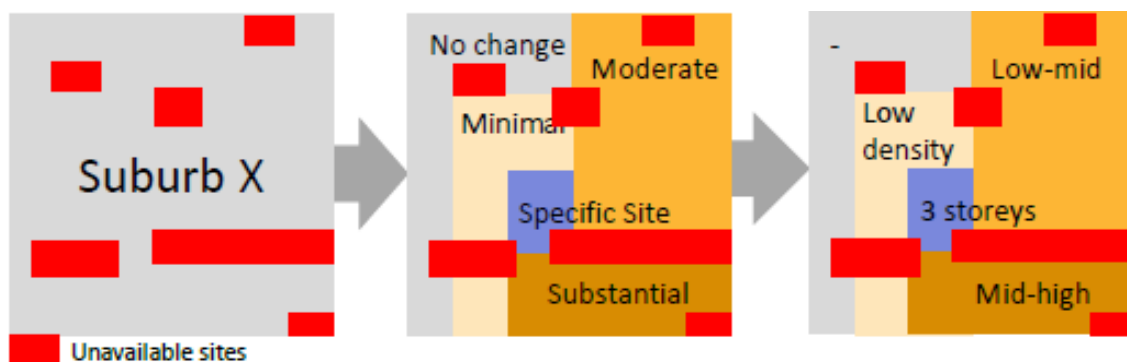 Suburb X
Unavailable sites
No change
Moderate
Minimal
Specific Site
Substantial
-
Low-mid
Low
density
3 storeys
Mid-high